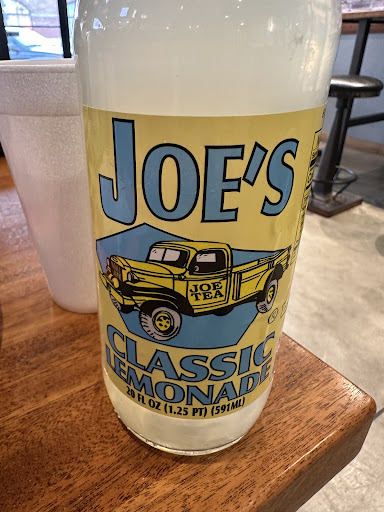 JOE'S
JOE
TEA
CLASSIC
LEMONADE
20 FL OZ (1.25 PT) (591ML)